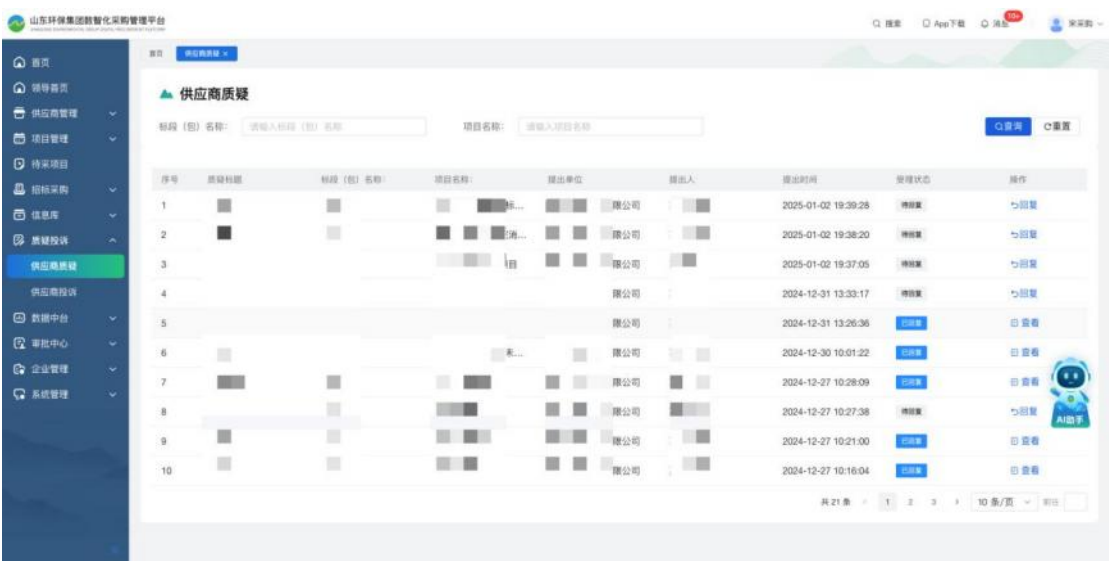 山东环保集团数智化采购管理平台
搜索 App下载 消息 10+ 宋采购
首页 供应商质疑 ×
首页
领导首页
供应商管理
项目管理
待采项目
招标采购
信息库
质疑投诉
供应商质疑
供应商投诉
数据中台
审批中心
企业管理
系统管理
供应商质疑
标段（包）名称： 请输入标段（包）名称 项目名称： 请输入项目名称 查询 重置
序号 质疑标题 标段（包）名称： 项目名称： 提出单位 提出人 提出时间 受理状态 操作
1 标... 限公司 2025-01-02 19:39:28 待回复 回复
2 消... 限公司 2025-01-02 19:38:20 待回复 回复
3 项目 限公司 2025-01-02 19:37:05 待回复 回复
4 限公司 2024-12-31 13:33:17 待回复 回复
5 限公司 2024-12-31 13:26:36 已回复 查看
6 未... 限公司 2024-12-30 10:01:22 已回复 查看
7 限公司 2024-12-27 10:28:09 已回复 查看
8 限公司 2024-12-27 10:27:38 待回复 回复
9 限公司 2024-12-27 10:21:00 已回复 查看
10 限公司 2024-12-27 10:16:04 已回复 查看
AI助手
共 21 条 1 2 3 10 条/页 前往